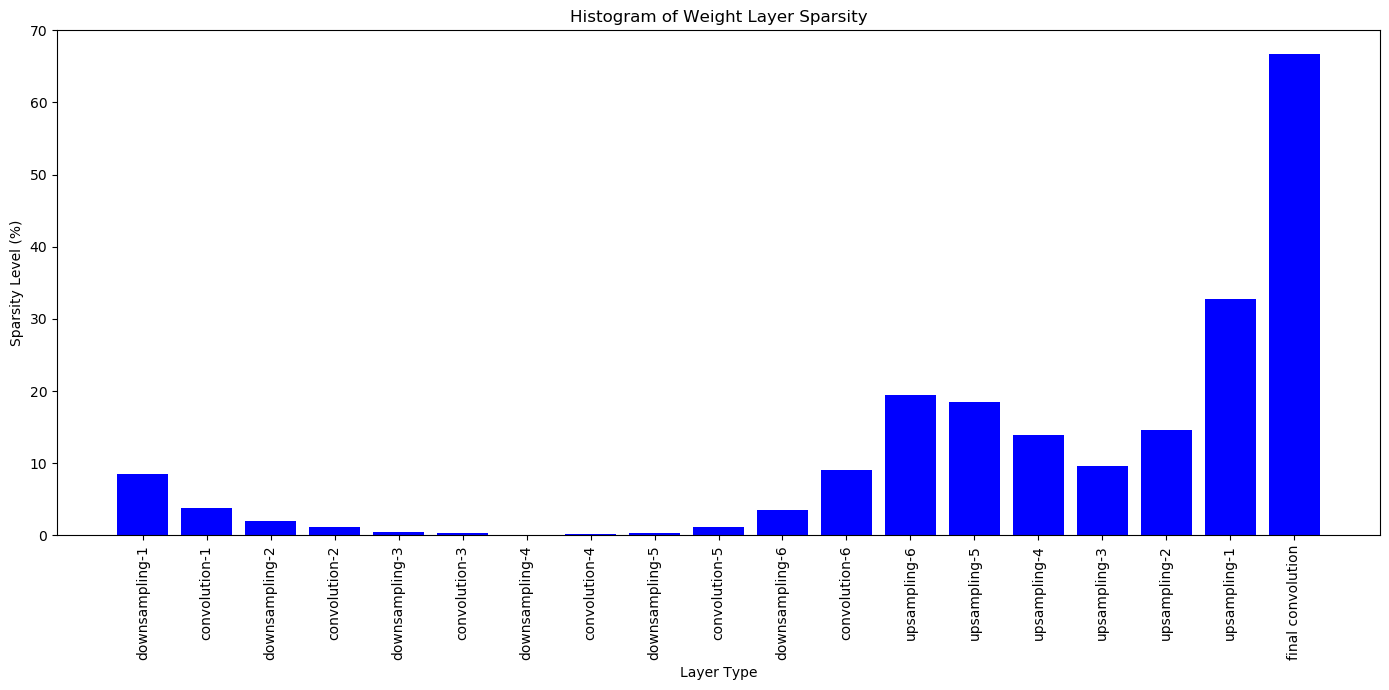 Histogram of Weight Layer Sparsity
Sparsity Level (%)
70
60
50
40
30
20
10
0
downsampling-1
convolution-1
downsampling-2
convolution-2
downsampling-3
convolution-3
downsampling-4
convolution-4
downsampling-5
convolution-5
downsampling-6
convolution-6
upsampling-6
upsampling-5
upsampling-4
upsampling-3
upsampling-2
upsampling-1
final convolution
Layer Type